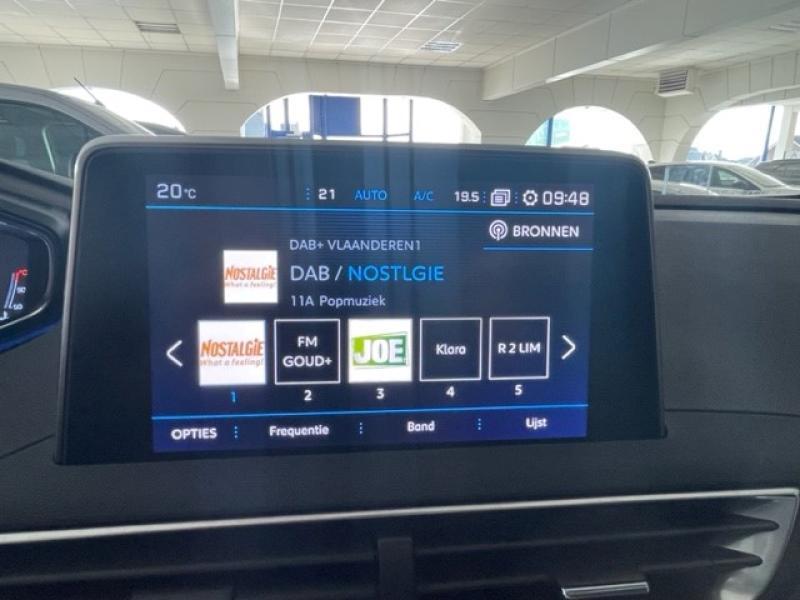 20°C 21 AUTO A/C 19.5 09:48
BRONNEN
DAB+ VLAANDEREN1
NOSTALGIE
What a feeling!
DAB / NOSTLGIE
11A Popmuziek
NOSTALGIE
What a feeling!
FM
GOUD+
JOE
Klara
R 2 LIM
1 2 3 4 5
OPTIES Frequentie Band Lijst